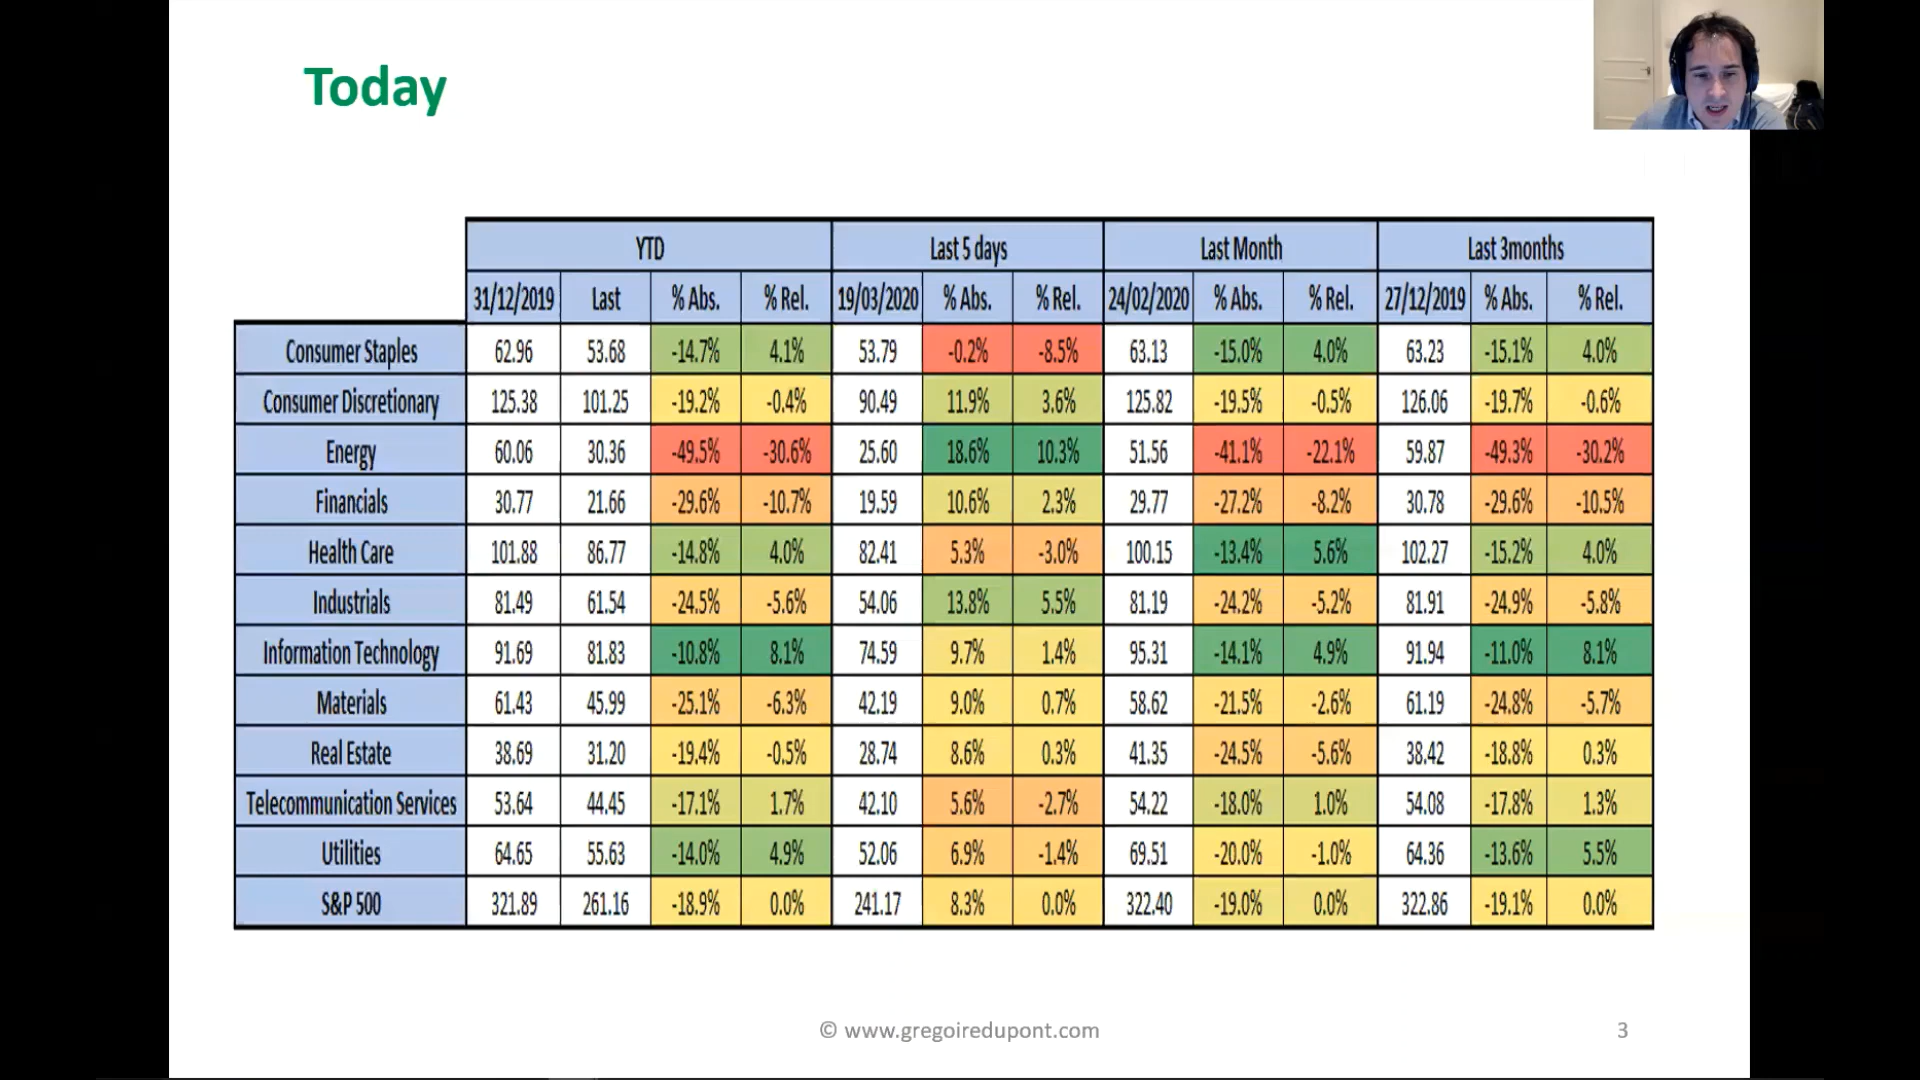 Today
YTD Last 5 days Last Month Last 3months
31/12/2019 Last % Abs. % Rel. 19/03/2020 % Abs. % Rel. 24/02/2020 % Abs. % Rel. 27/12/2019 % Abs. % Rel.
Consumer Staples 62.96 53.68 -14.7% 4.1% 53.79 -0.2% -8.5% 63.13 -15.0% 4.0% 63.23 -15.1% 4.0%
Consumer Discretionary 125.38 101.25 -19.2% -0.4% 90.49 11.9% 3.6% 125.82 -19.5% -0.5% 126.06 -19.7% -0.6%
Energy 60.06 30.36 -49.5% -30.6% 25.60 18.6% 10.3% 51.56 -41.1% -22.1% 59.87 -49.3% -30.2%
Financials 30.77 21.66 -29.6% -10.7% 19.59 10.6% 2.3% 29.77 -27.2% -8.2% 30.78 -29.6% -10.5%
Health Care 101.88 86.77 -14.8% 4.0% 82.41 5.3% -3.0% 100.15 -13.4% 5.6% 102.27 -15.2% 4.0%
Industrials 81.49 61.54 -24.5% -5.6% 54.06 13.8% 5.5% 81.19 -24.2% -5.2% 81.91 -24.9% -5.8%
Information Technology 91.69 81.83 -10.8% 8.1% 74.59 9.7% 1.4% 95.31 -14.1% 4.9% 91.94 -11.0% 8.1%
Materials 61.43 45.99 -25.1% -6.3% 42.19 9.0% 0.7% 58.62 -21.5% -2.6% 61.19 -24.8% -5.7%
Real Estate 38.69 31.20 -19.4% -0.5% 28.74 8.6% 0.3% 41.35 -24.5% -5.6% 38.42 -18.8% 0.3%
Telecommunication Services 53.64 44.45 -17.1% 1.7% 42.10 5.6% -2.7% 54.22 -18.0% 1.0% 54.08 -17.8% 1.3%
Utilities 64.65 55.63 -14.0% 4.9% 52.06 6.9% -1.4% 69.51 -20.0% -1.0% 64.36 -13.6% 5.5%
S&P 500 321.89 261.16 -18.9% 0.0% 241.17 8.3% 0.0% 322.40 -19.0% 0.0% 322.86 -19.1% 0.0%
© www.gregoiredupont.com 3